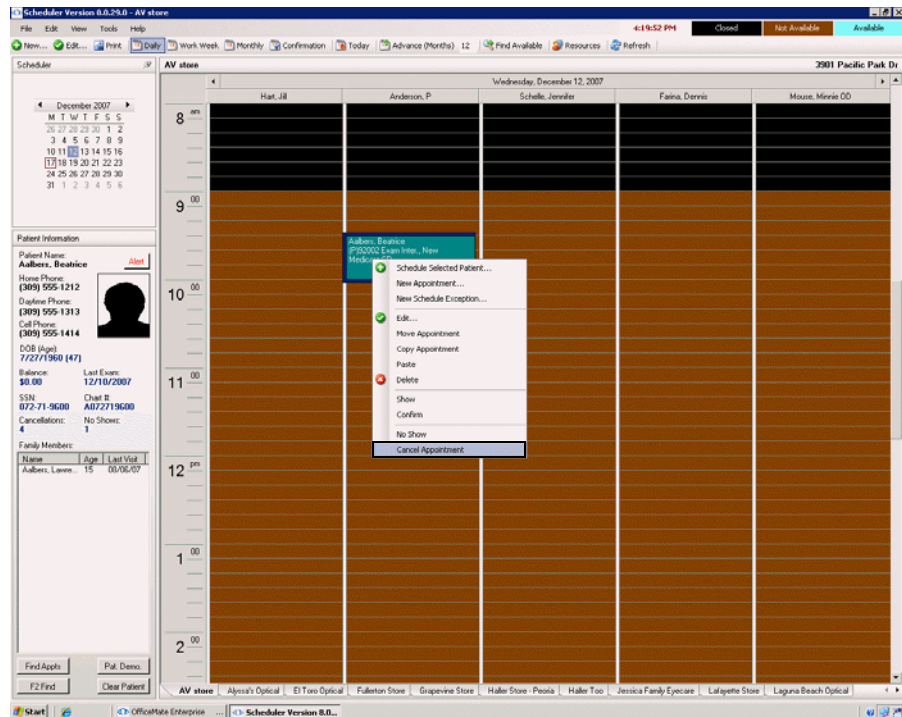 Scheduler Version 8.0.29.0 - AV store
File Edit View Tools Help
4:19:52 PM Closed Not Available Available
New... Edit... Print Daily Work Week Monthly Confirmation Today Advance (Months) 12 Find Available Resources Refresh
Scheduler
AV store 3901 Pacific Park Dr
Wednesday, December 12, 2007
Hart, Jill Anderson, P Schelle, Jennifer Farina, Dennis Mouse, Minnie OD
December 2007
M T W T F S S
26 27 28 29 30 1 2
3 4 5 6 7 8 9
10 11 12 13 14 15 16
17 18 19 20 21 22 23
24 25 26 27 28 29 30
31 1 2 3 4 5 6
8 am
9 00
10 00
11 00
12 pm
1 00
2 00
Aalbers, Beatrice
(P)92002 Exam Inter., New
Schedule Selected Patient...
New Appointment...
New Schedule Exception...
Edit...
Move Appointment
Copy Appointment
Paste
Delete
Show
Confirm
No Show
Cancel Appointment
Patient Information
Patient Name:
Aalbers, Beatrice Alert
Home Phone:
(309) 555-1212
Daytime Phone:
(309) 555-1313
Cell Phone:
(309) 555-1414
DOB (Age):
7/27/1960 (47)
Balance: Last Exam:
$0.00 12/10/2007
SSN: Chart #:
072-71-9600 A072719600
Cancellations: No Shows:
4 1
Family Members:
Name Age Last Visit
Aalbers, Lawre... 15 08/06/07
Find Appts Pat. Demo.
F2 Find Clear Patient
AV store Alyssa's Optical El Toro Optical Fullerton Store Grapevine Store Haller Store - Peoria Haller Too Jessica Family Eyecare Lafayette Store Laguna Beach Optical
Start OfficeMate Enterprise ... Scheduler Version 8.0...